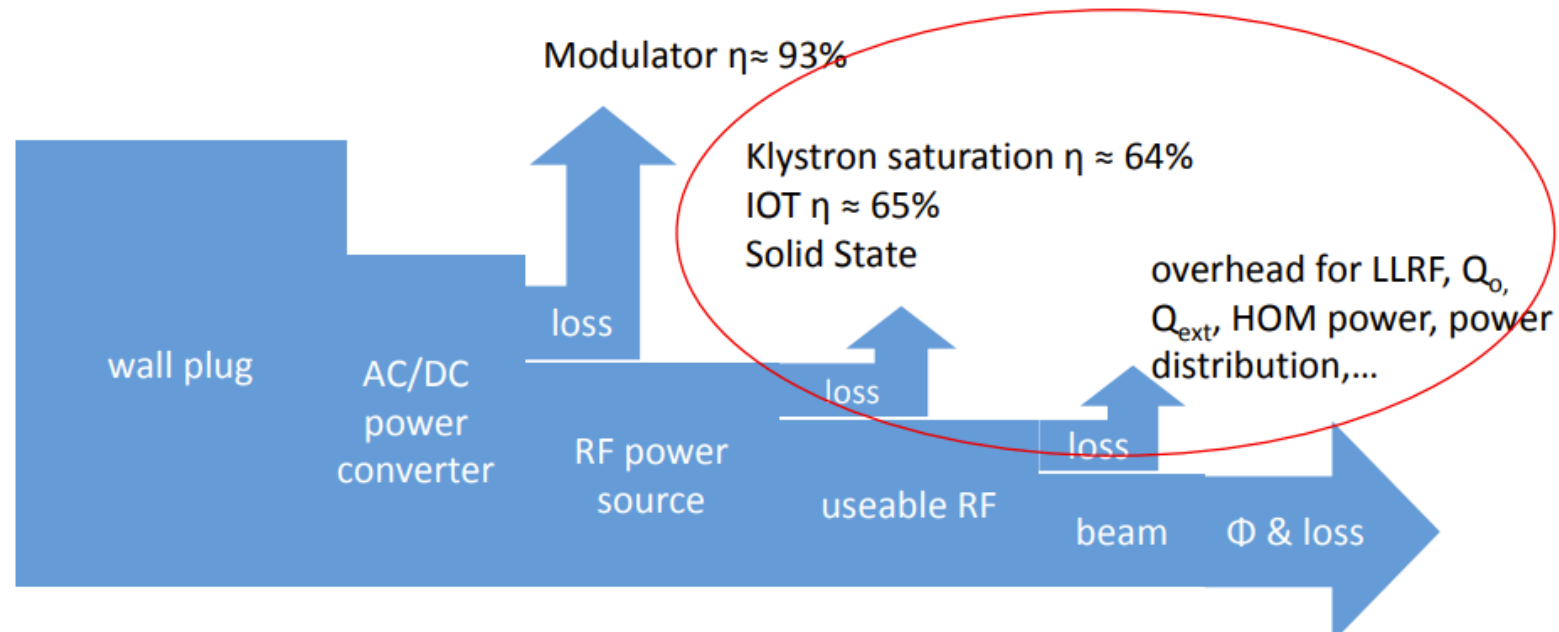 Modulator η≈ 93%
Klystron saturation η ≈ 64%
IOT η ≈ 65%
Solid State
overhead for LLRF, Qo,
Qext, HOM power, power
distribution,…
loss
wall plug
AC/DC
power
converter
loss
RF power
source
loss
useable RF
beam
Φ & loss